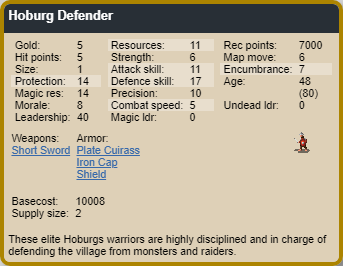 Hoburg Defender
Gold: 5 Resources: 11 Rec points: 7000
Hit points: 5 Strength: 6 Map move: 6
Size: 1 Attack skill: 11 Encumbrance: 7
Protection: 14 Defence skill: 17 Age: 48
Magic res: 14 Precision: 10 (80)
Morale: 8 Combat speed: 5 Undead ldr: 0
Leadership: 40 Magic ldr: 0
Weapons: Armor:
Short Sword Plate Cuirass
Iron Cap
Shield
Basecost: 10008
Supply size: 2
These elite Hoburgs warriors are highly disciplined and in charge of
defending the village from monsters and raiders.